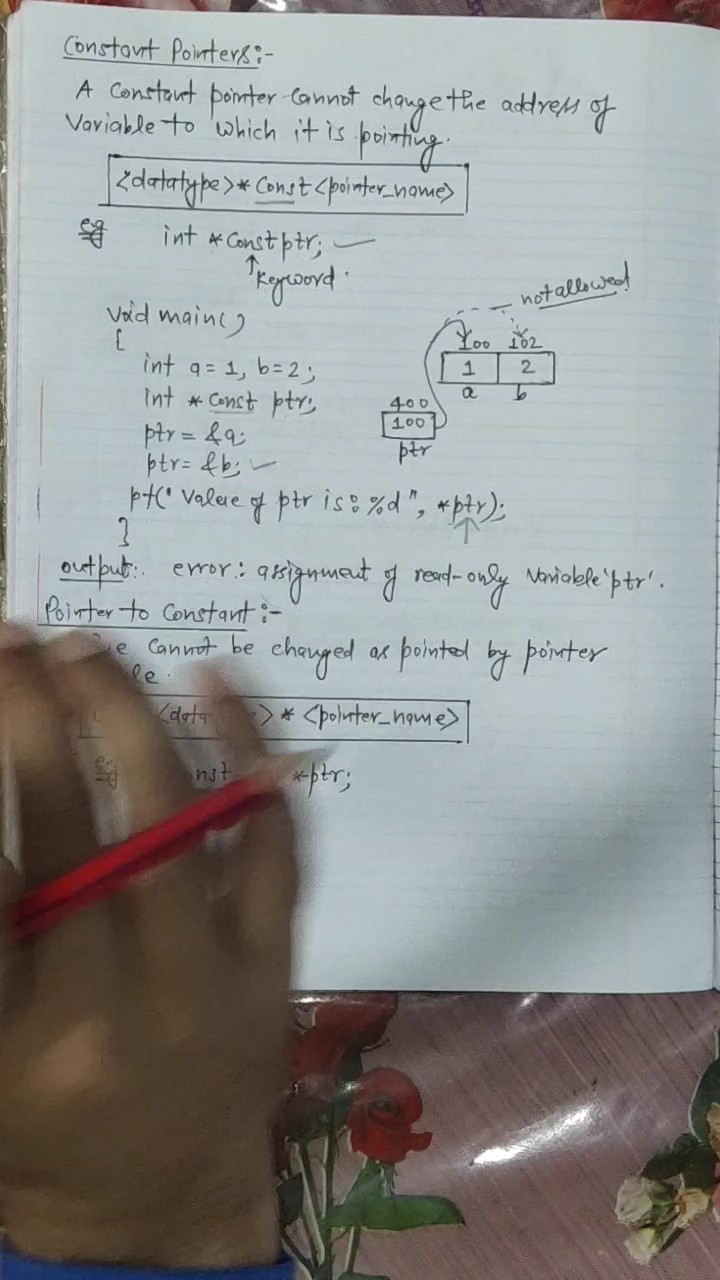 Constant Pointers:-
A Constant pointer cannot change the address of
Variable to which it is pointing.
<datatype>* Const <pointer_name>
eg int *Const ptr;
↑ keyword.
not allowed
void main()
{
100 102
int a = 1, b = 2;
1 2
a b
int * Const ptr;
400
100
ptr
ptr = &a;
ptr = &b;
pf(" Value of ptr is: %d", *ptr);
}
output:. error: assignment of read-only variable 'ptr'.
Pointer to Constant :-
cannot be changed as pointed by pointer
> * <pointer_name>
eg *ptr;